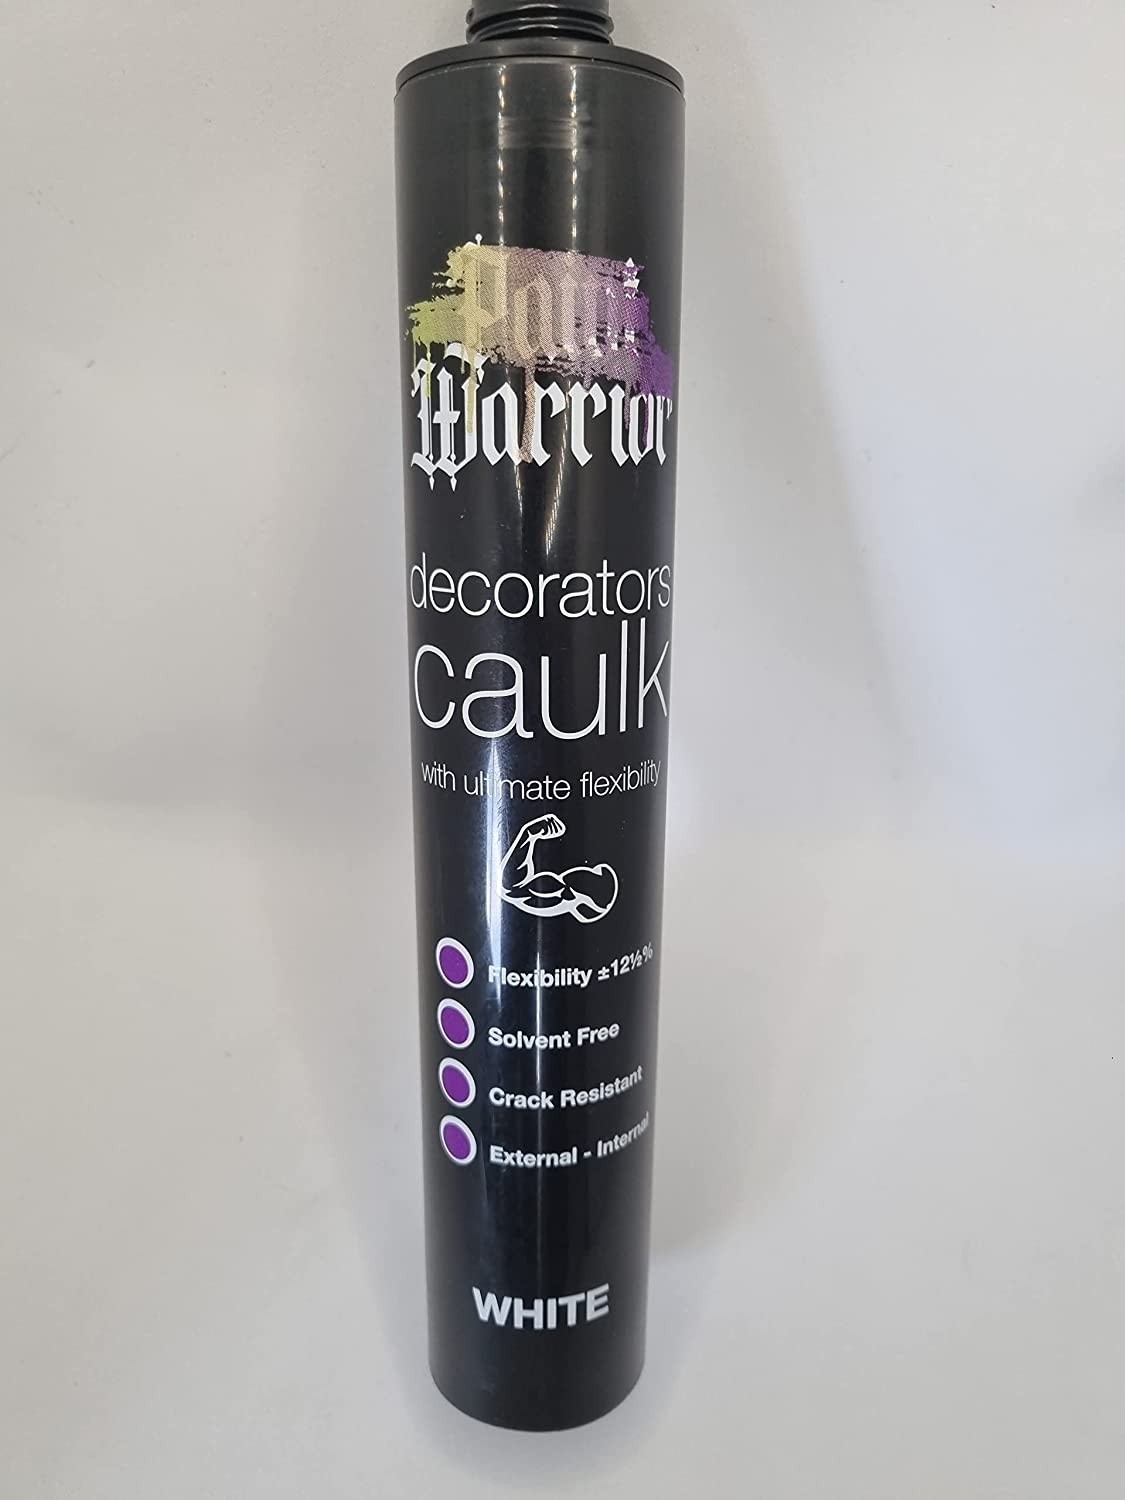 Paint
Warrior
decorators
caulk
with ultimate flexibility
Flexibility ±12½%
Solvent Free
Crack Resistant
External - Internal
WHITE